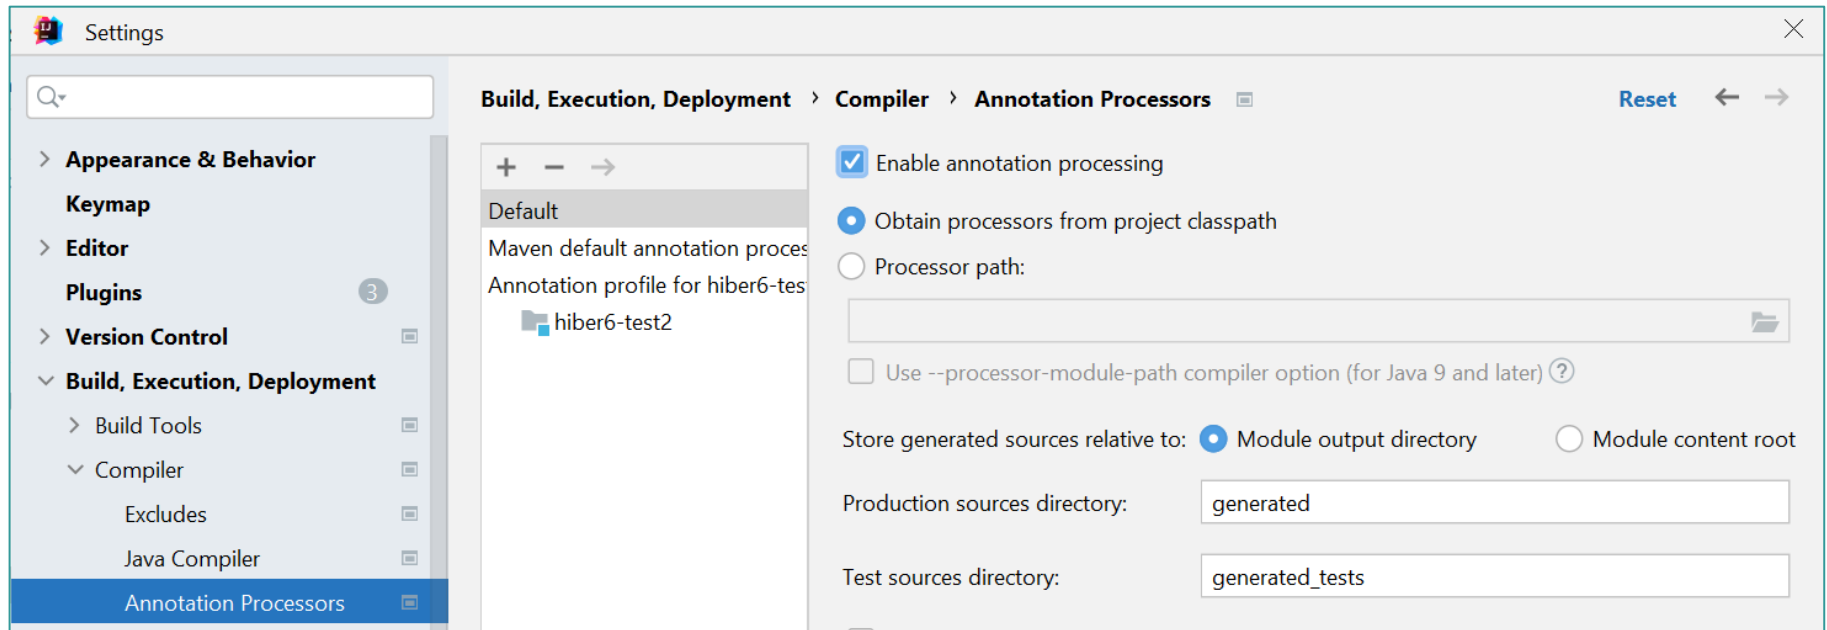 Settings
Build, Execution, Deployment › Compiler › Annotation Processors
Reset
Appearance & Behavior
Keymap
Editor
Plugins 3
Version Control
Build, Execution, Deployment
Build Tools
Compiler
Excludes
Java Compiler
Annotation Processors
Default
Maven default annotation proces
Annotation profile for hiber6-tes
hiber6-test2
Enable annotation processing
Obtain processors from project classpath
Processor path:
Use --processor-module-path compiler option (for Java 9 and later) ?
Store generated sources relative to: Module output directory Module content root
Production sources directory: generated
Test sources directory: generated_tests